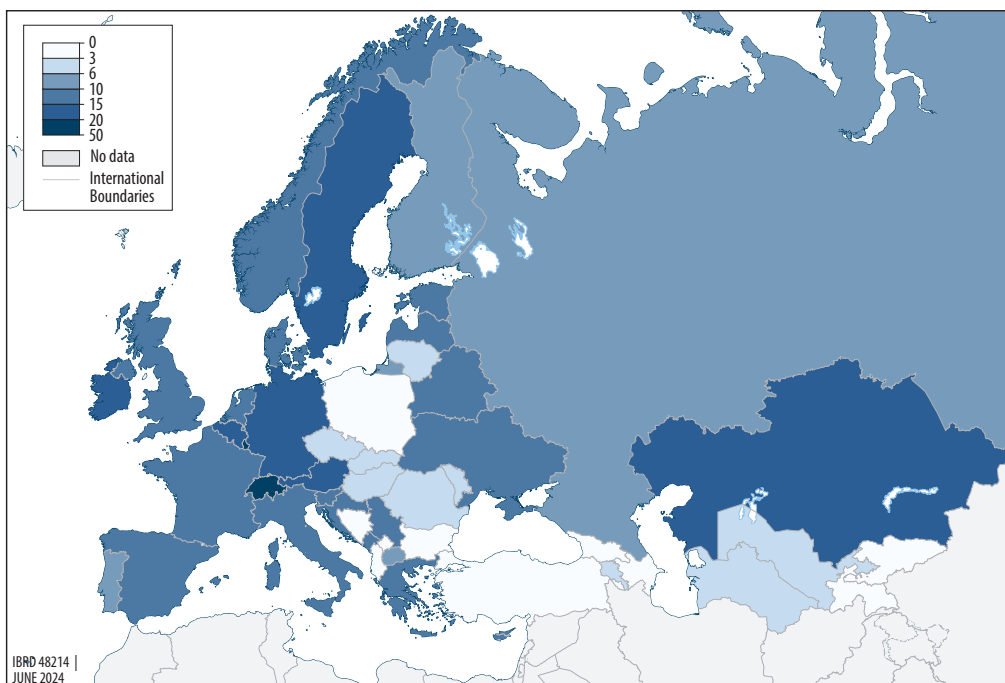 0
3
6
10
15
20
50
No data
International
Boundaries
IBRD 48214 |
JUNE 2024